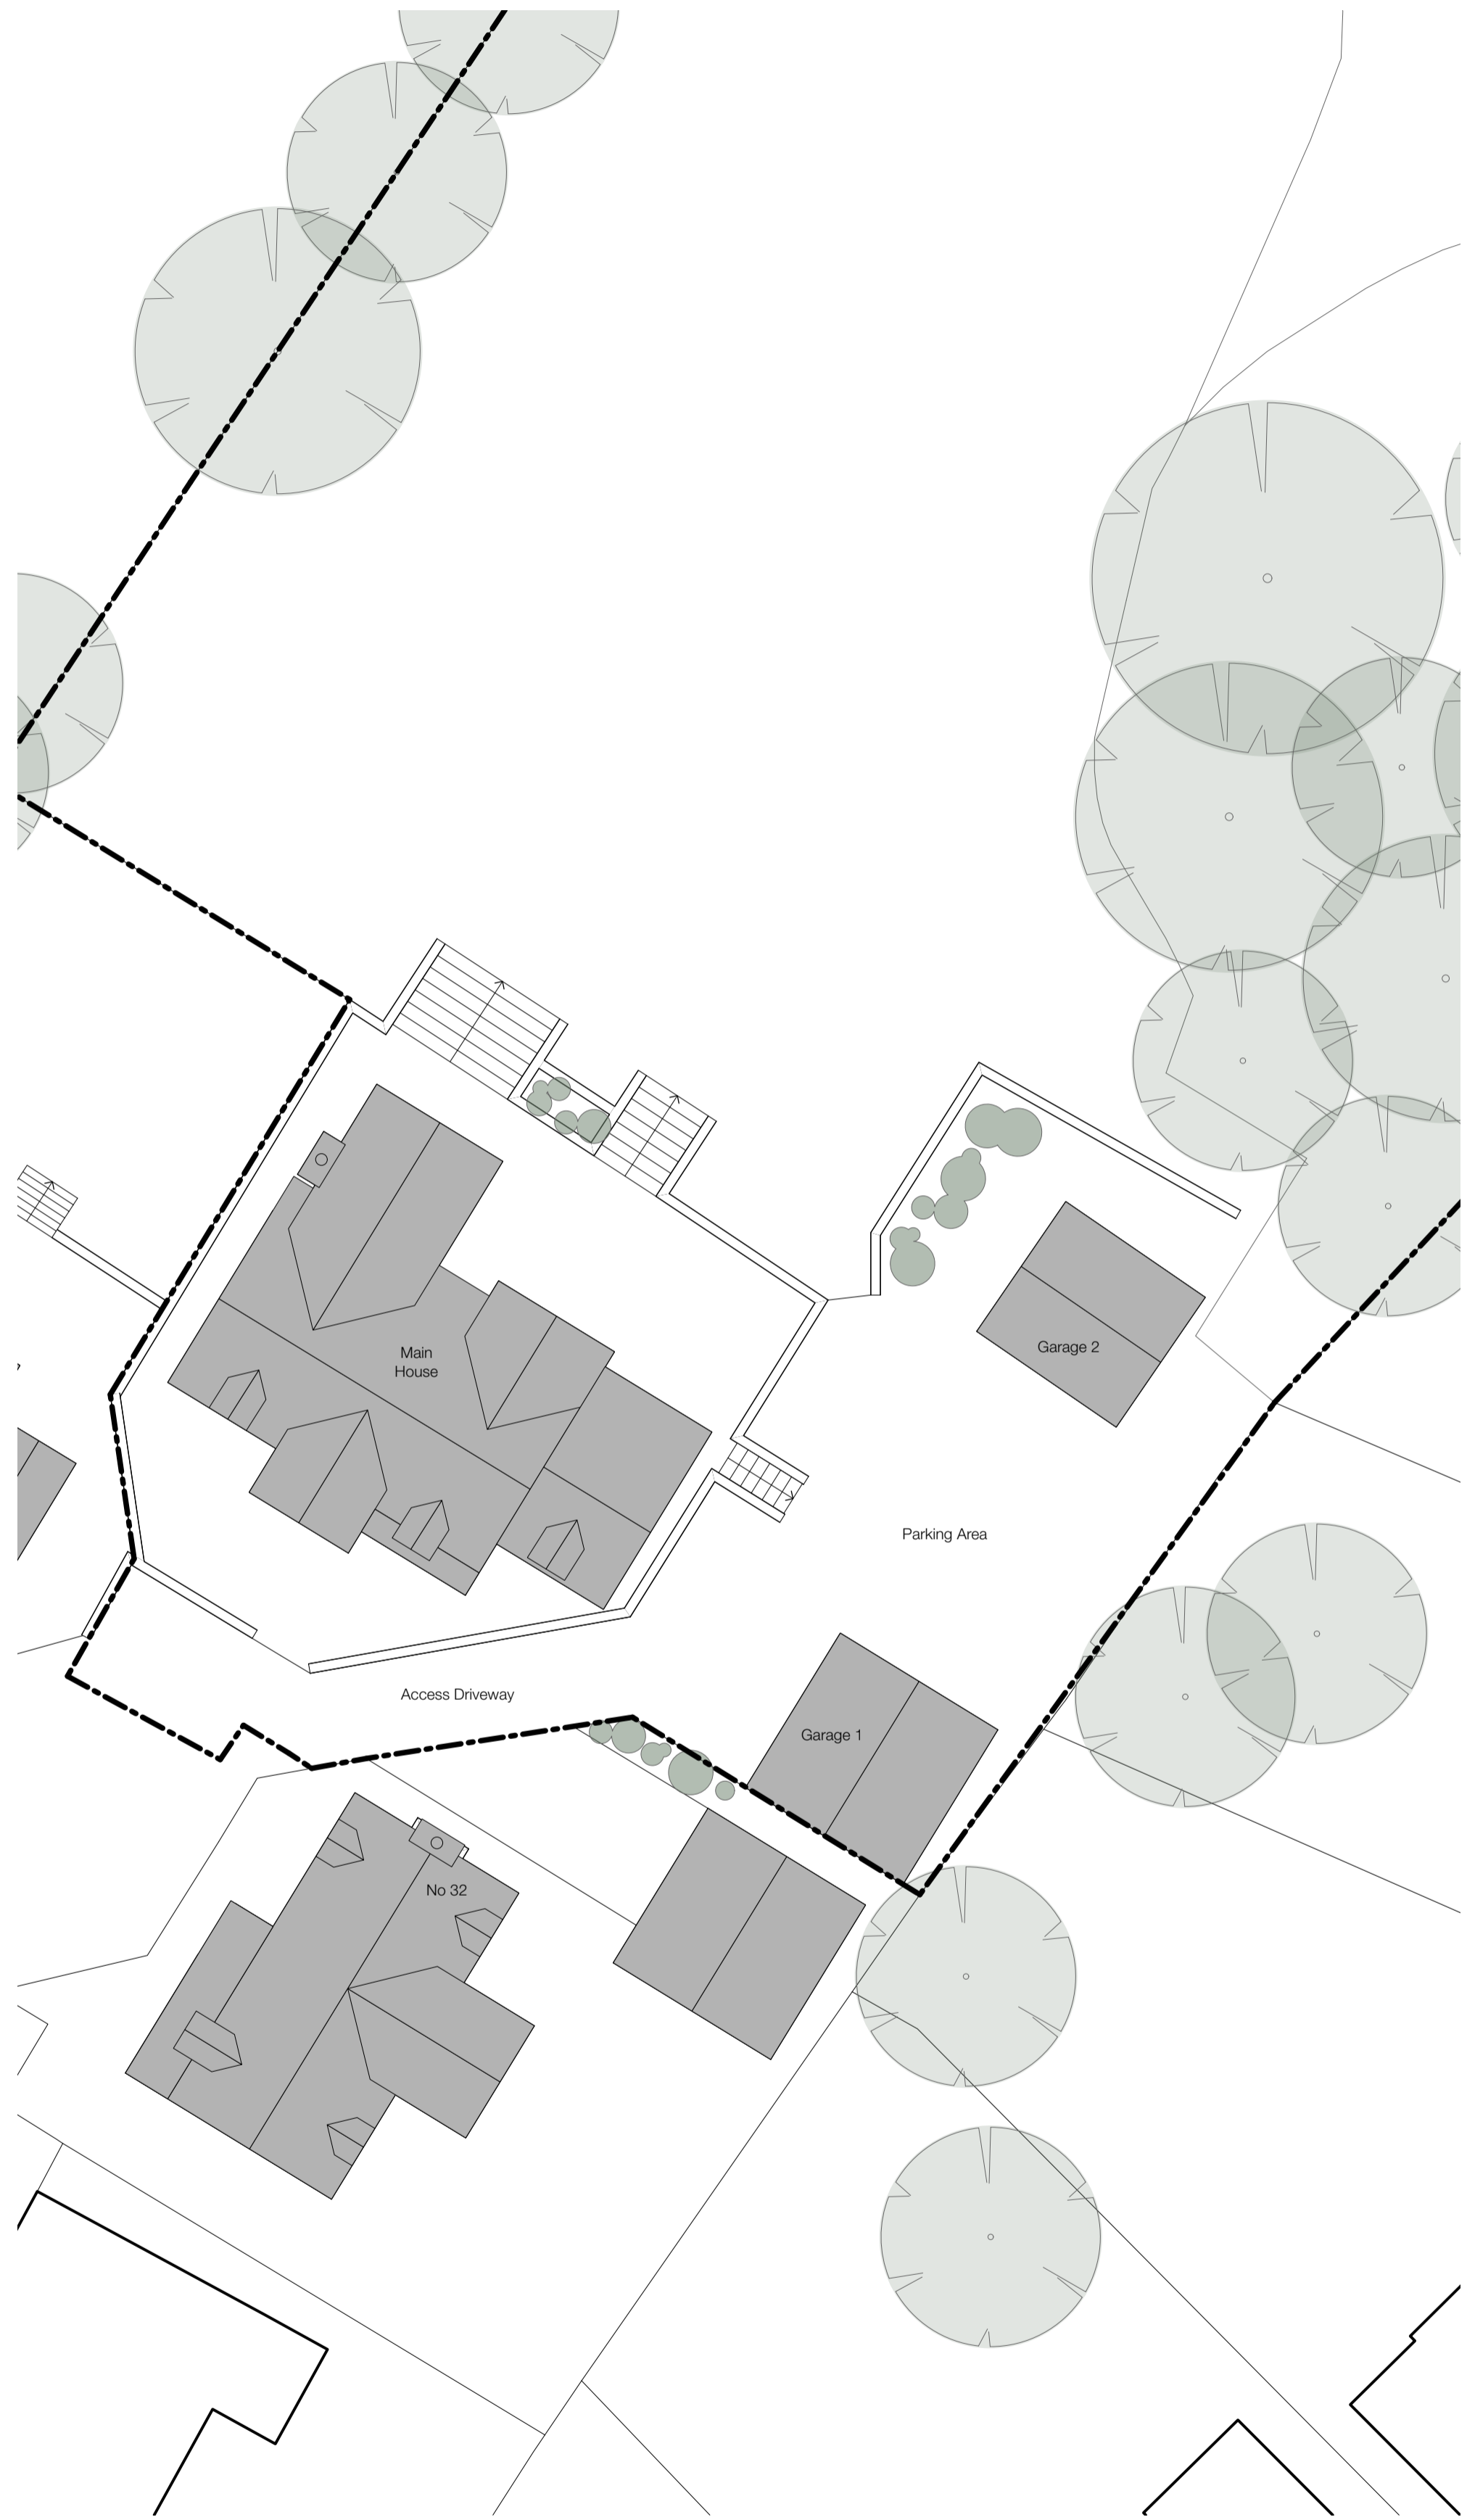 Main
House
Garage 2
Parking Area
Access Driveway
Garage 1
No 32